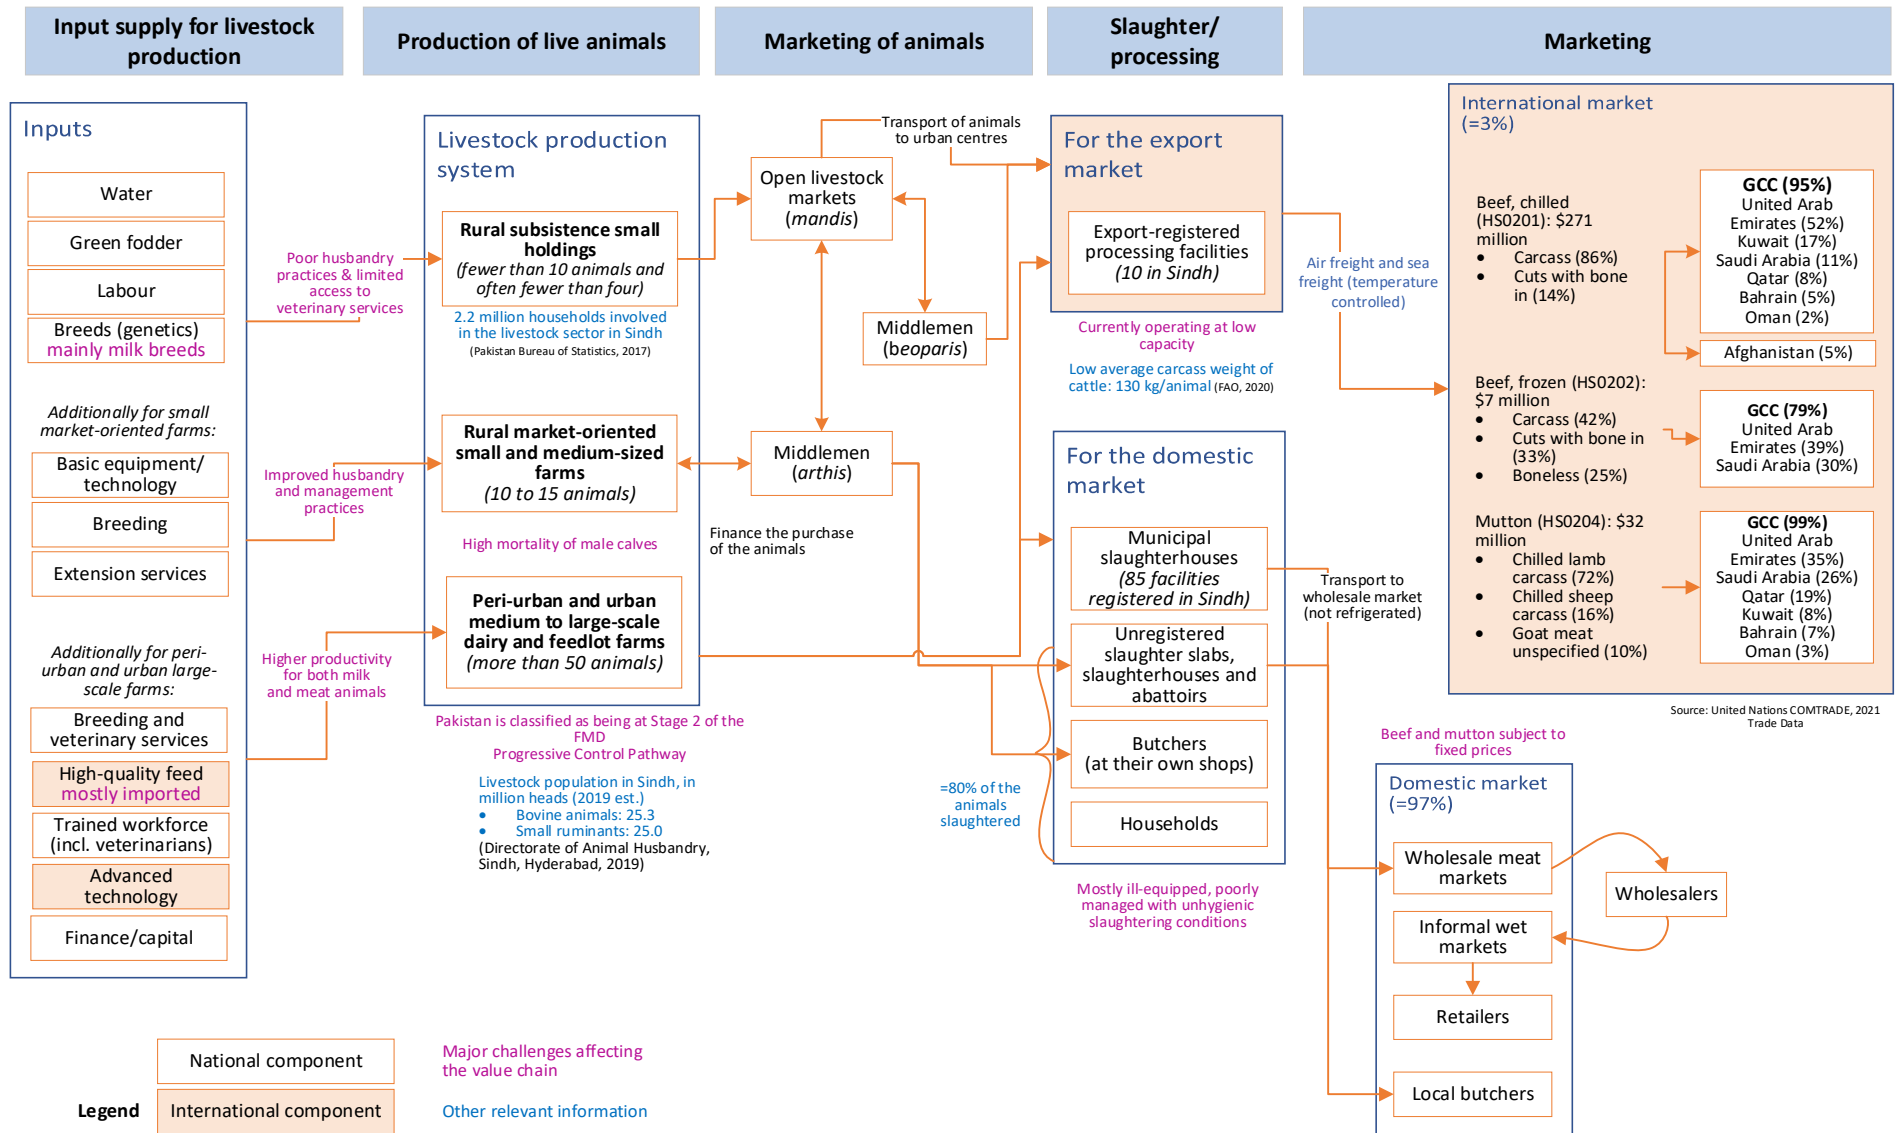 Input supply for livestock
production
Production of live animals
Marketing of animals
Slaughter/
processing
Marketing
Inputs
Water
Green fodder
Labour
Breeds (genetics)
mainly milk breeds
Additionally for small
market-oriented farms:
Basic equipment/
technology
Breeding
Extension services
Additionally for peri-
urban and urban large-
scale farms:
Breeding and
veterinary services
High-quality feed
mostly imported
Trained workforce
(incl. veterinarians)
Advanced
technology
Finance/capital
Poor husbandry
practices & limited
access to
veterinary services
Improved husbandry
and management
practices
Higher productivity
for both milk
and meat animals
Livestock production
system
Rural subsistence small
holdings
(fewer than 10 animals and
often fewer than four)
2.2 million households involved
in the livestock sector in Sindh
(Pakistan Bureau of Statistics, 2017)
Rural market-oriented
small and medium-sized
farms
(10 to 15 animals)
High mortality of male calves
Peri-urban and urban
medium to large-scale
dairy and feedlot farms
(more than 50 animals)
Pakistan is classified as being at Stage 2 of the
FMD
Progressive Control Pathway
Livestock population in Sindh, in
million heads (2019 est.)
• Bovine animals: 25.3
• Small ruminants: 25.0
(Directorate of Animal Husbandry,
Sindh, Hyderabad, 2019)
Transport of animals
to urban centres
Open livestock
markets
(mandis)
Middlemen
(beoparis)
Middlemen
(arthis)
Finance the purchase
of the animals
For the export
market
Export-registered
processing facilities
(10 in Sindh)
Currently operating at low
capacity
Low average carcass weight of
cattle: 130 kg/animal (FAO, 2020)
For the domestic
market
Municipal
slaughterhouses
(85 facilities
registered in Sindh)
Unregistered
slaughter slabs,
slaughterhouses and
abattoirs
Butchers
(at their own shops)
Households
=80% of the
animals
slaughtered
Mostly ill-equipped, poorly
managed with unhygienic
slaughtering conditions
Air freight and sea
freight (temperature
controlled)
Transport to
wholesale market
(not refrigerated)
International market
(=3%)
Beef, chilled
(HS0201): $271
million
• Carcass (86%)
• Cuts with bone
in (14%)
GCC (95%)
United Arab
Emirates (52%)
Kuwait (17%)
Saudi Arabia (11%)
Qatar (8%)
Bahrain (5%)
Oman (2%)
Afghanistan (5%)
Beef, frozen (HS0202):
$7 million
• Carcass (42%)
• Cuts with bone in
(33%)
• Boneless (25%)
GCC (79%)
United Arab
Emirates (39%)
Saudi Arabia (30%)
Mutton (HS0204): $32
million
• Chilled lamb
carcass (72%)
• Chilled sheep
carcass (16%)
• Goat meat
unspecified (10%)
GCC (99%)
United Arab
Emirates (35%)
Saudi Arabia (26%)
Qatar (19%)
Kuwait (8%)
Bahrain (7%)
Oman (3%)
Source: United Nations COMTRADE, 2021
Trade Data
Beef and mutton subject to
fixed prices
Domestic market
(=97%)
Wholesale meat
markets
Wholesalers
Informal wet
markets
Retailers
Local butchers
Legend
National component
International component
Major challenges affecting
the value chain
Other relevant information